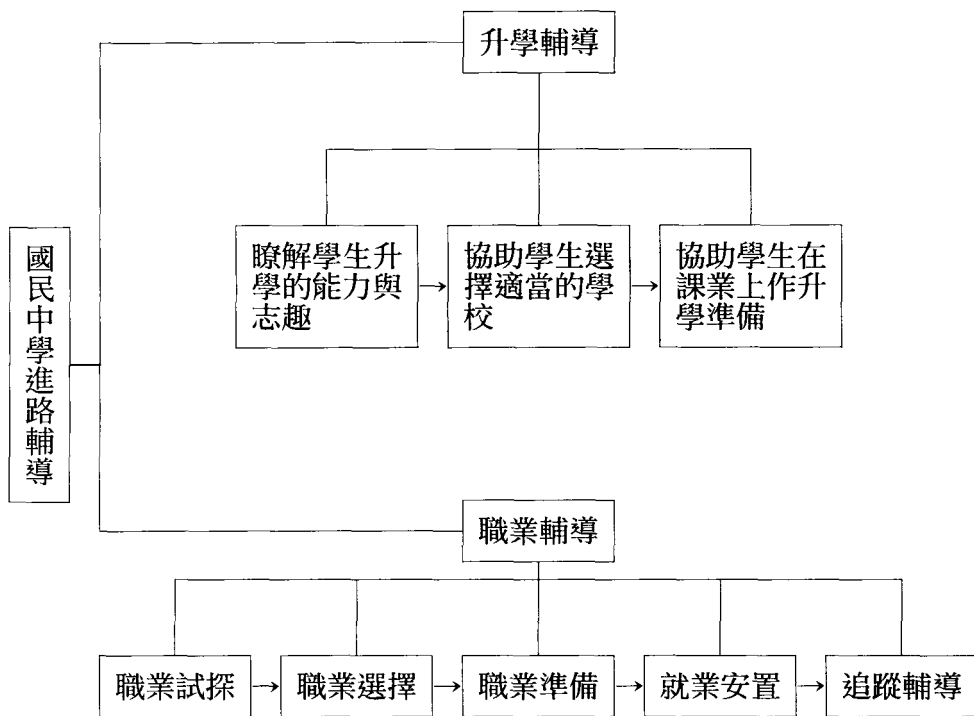 國民中學進路輔導
升學輔導
瞭解學生升
學的能力與
志趣
協助學生選
擇適當的學
校
協助學生在
課業上作升
學準備
職業輔導
職業試探
職業選擇
職業準備
就業安置
追蹤輔導